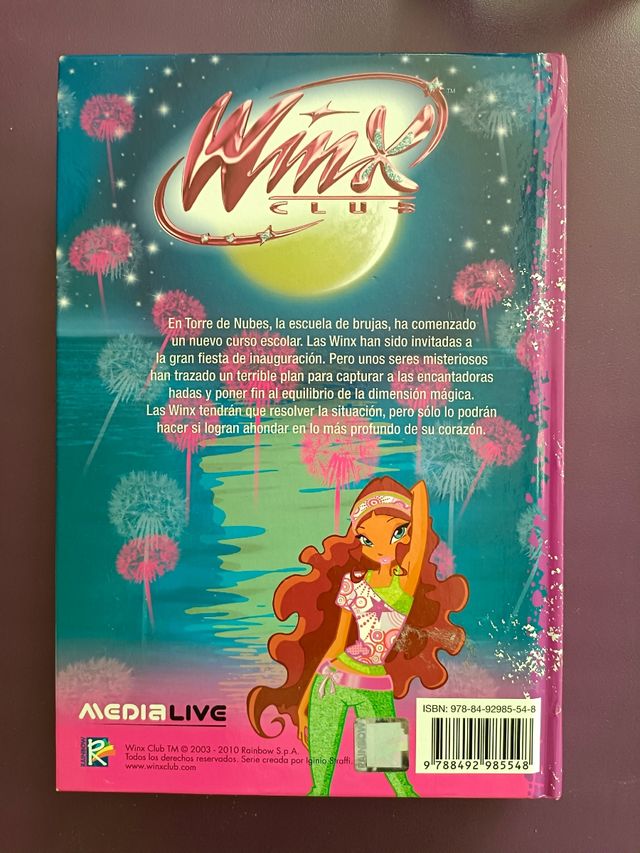 Winx™
CLUB
En Torre de Nubes, la escuela de brujas, ha comenzado
un nuevo curso escolar. Las Winx han sido invitadas a
la gran fiesta de inauguración. Pero unos seres misteriosos
han trazado un terrible plan para capturar a las encantadoras
hadas y poner fin al equilibrio de la dimensión mágica.
Las Winx tendrán que resolver la situación, pero sólo lo podrán
hacer si logran ahondar en lo más profundo de su corazón.
MEDIALIVE
ISBN: 978-84-92985-54-8
9 788492 985548
RAINBOW
Winx Club TM © 2003 - 2010 Rainbow S.p.A.
Todos los derechos reservados. Serie creada por Iginio Straffi.
www.winxclub.com
RAINBOW